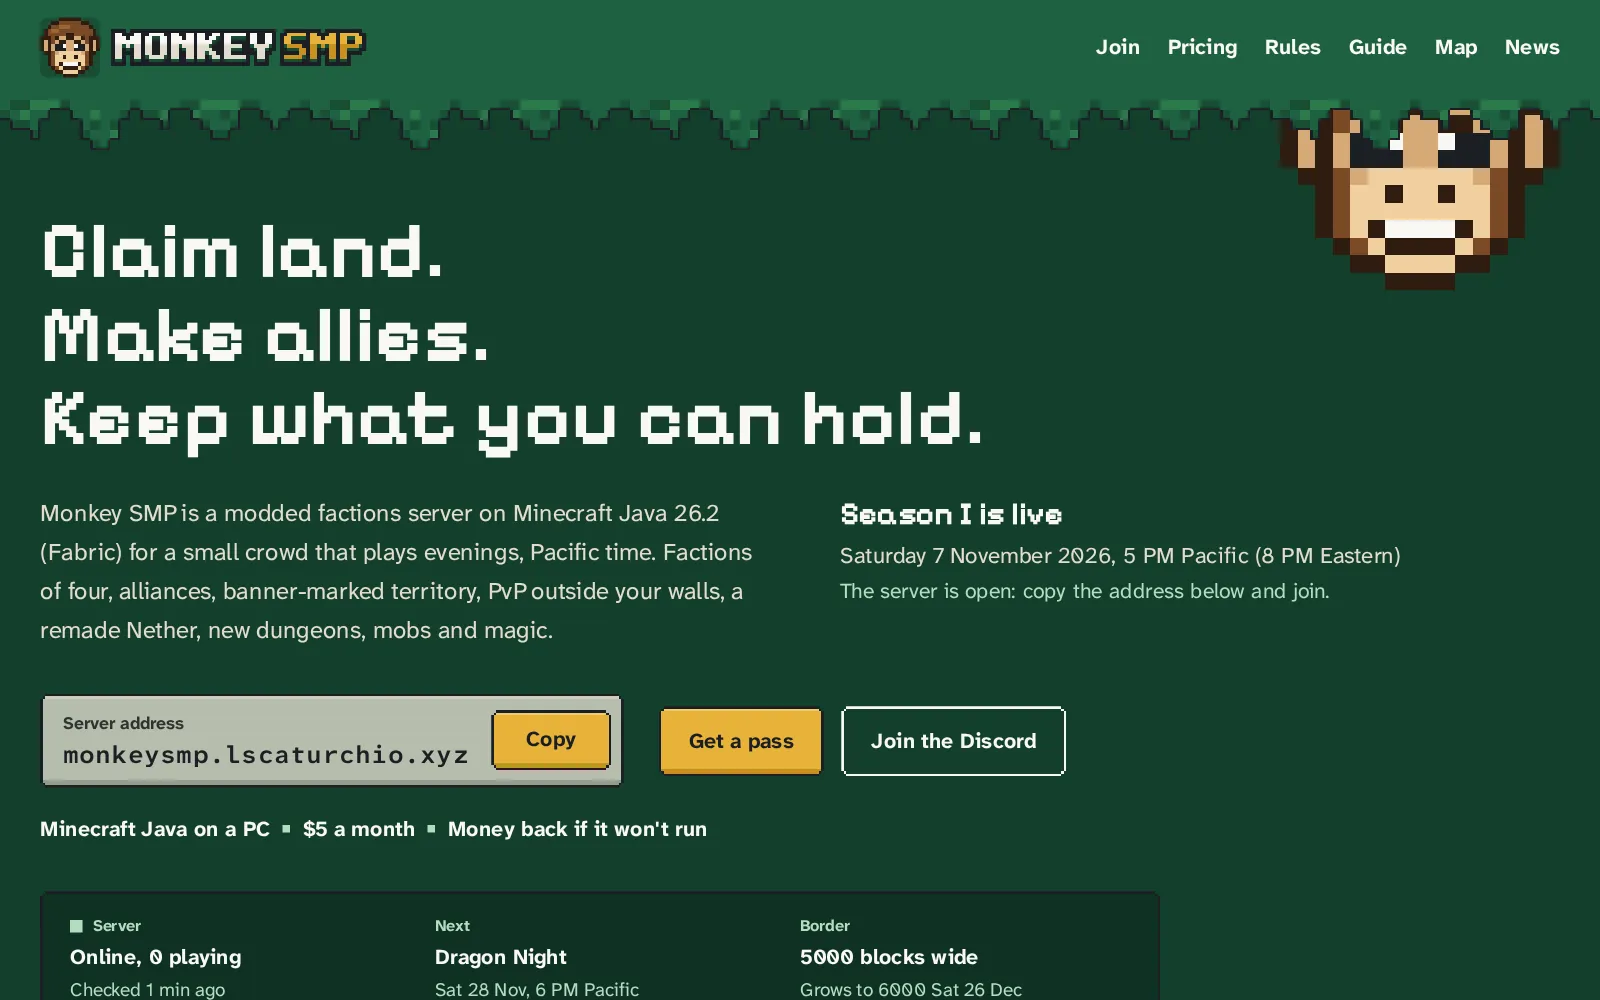 MONKEY SMP
Join Pricing Rules Guide Map News
Claim land.
Make allies.
Keep what you can hold.
Monkey SMP is a modded factions server on Minecraft Java 26.2
(Fabric) for a small crowd that plays evenings, Pacific time. Factions
of four, alliances, banner-marked territory, PvP outside your walls, a
remade Nether, new dungeons, mobs and magic.
Season I is live
Saturday 7 November 2026, 5 PM Pacific (8 PM Eastern)
The server is open: copy the address below and join.
Server address
monkeysmp.lscaturchio.xyz
Copy
Get a pass
Join the Discord
Minecraft Java on a PC ▪ $5 a month ▪ Money back if it won't run
Server
Online, 0 playing
Checked 1 min ago
Next
Dragon Night
Sat 28 Nov, 6 PM Pacific
Border
5000 blocks wide
Grows to 6000 Sat 26 Dec